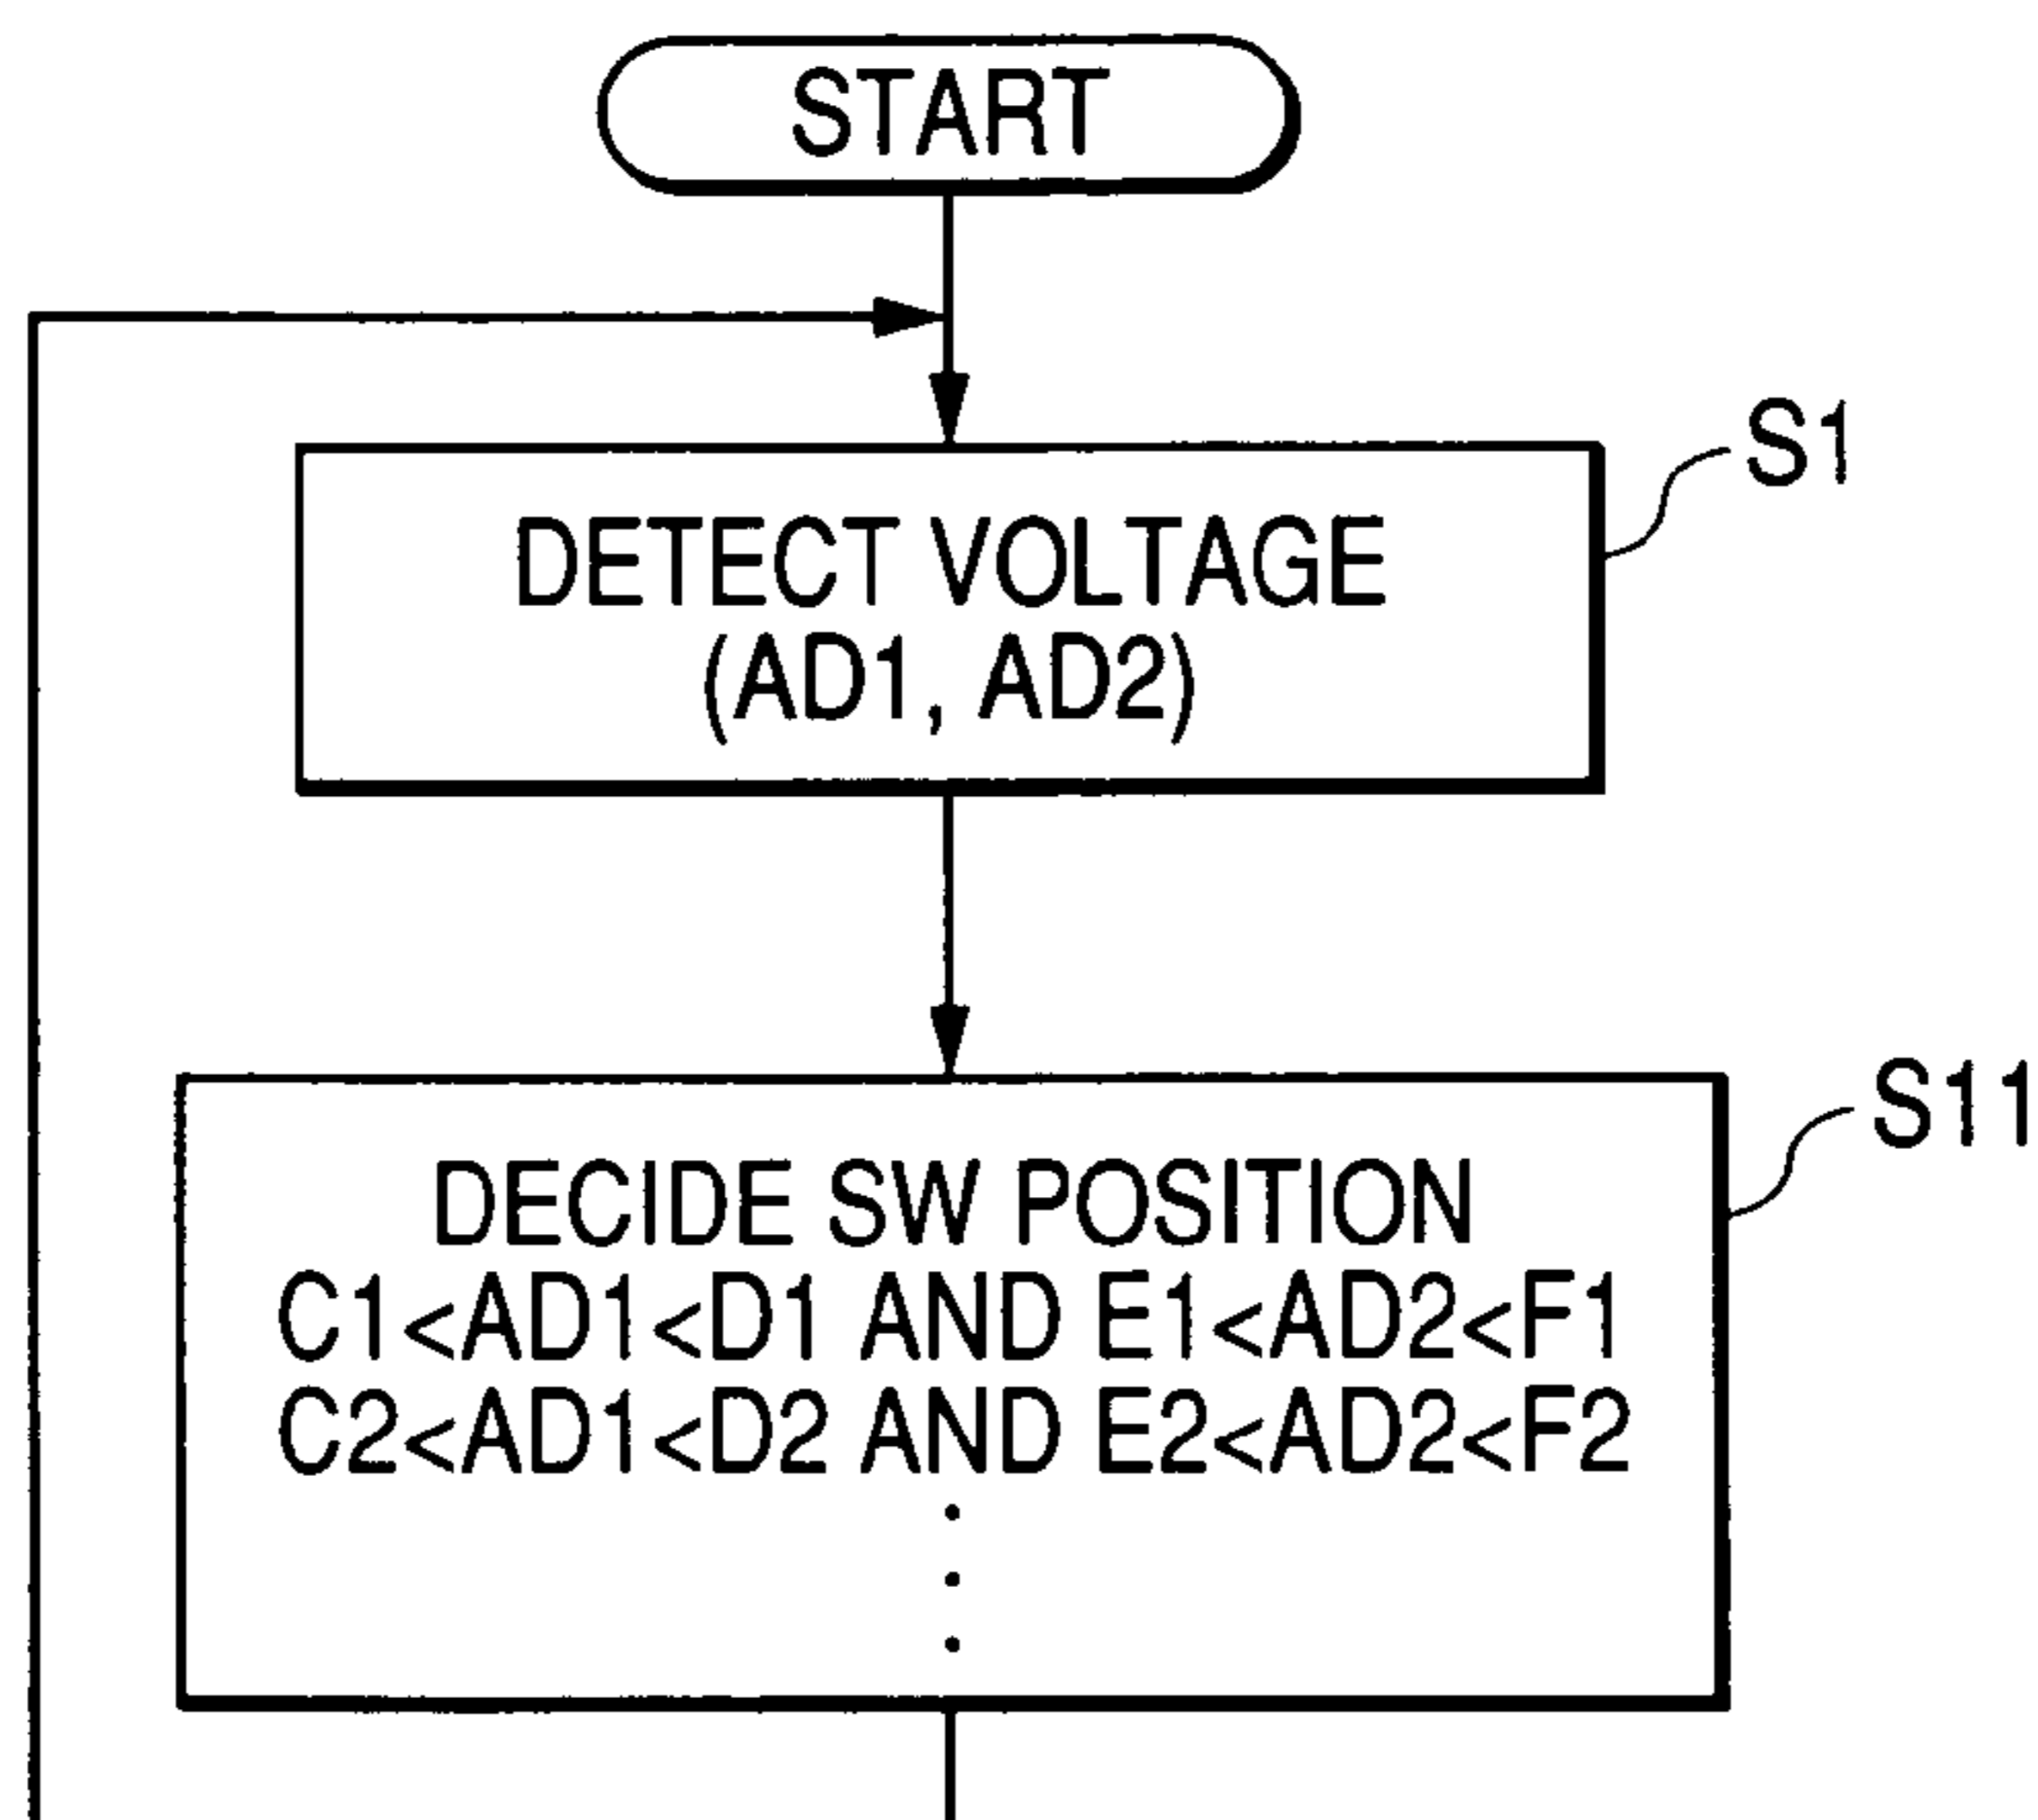 START
S1
DETECT VOLTAGE
(AD1, AD2)
S11
DECIDE SW POSITION
C1<AD1<D1 AND E1<AD2<F1
C2<AD1<D2 AND E2<AD2<F2